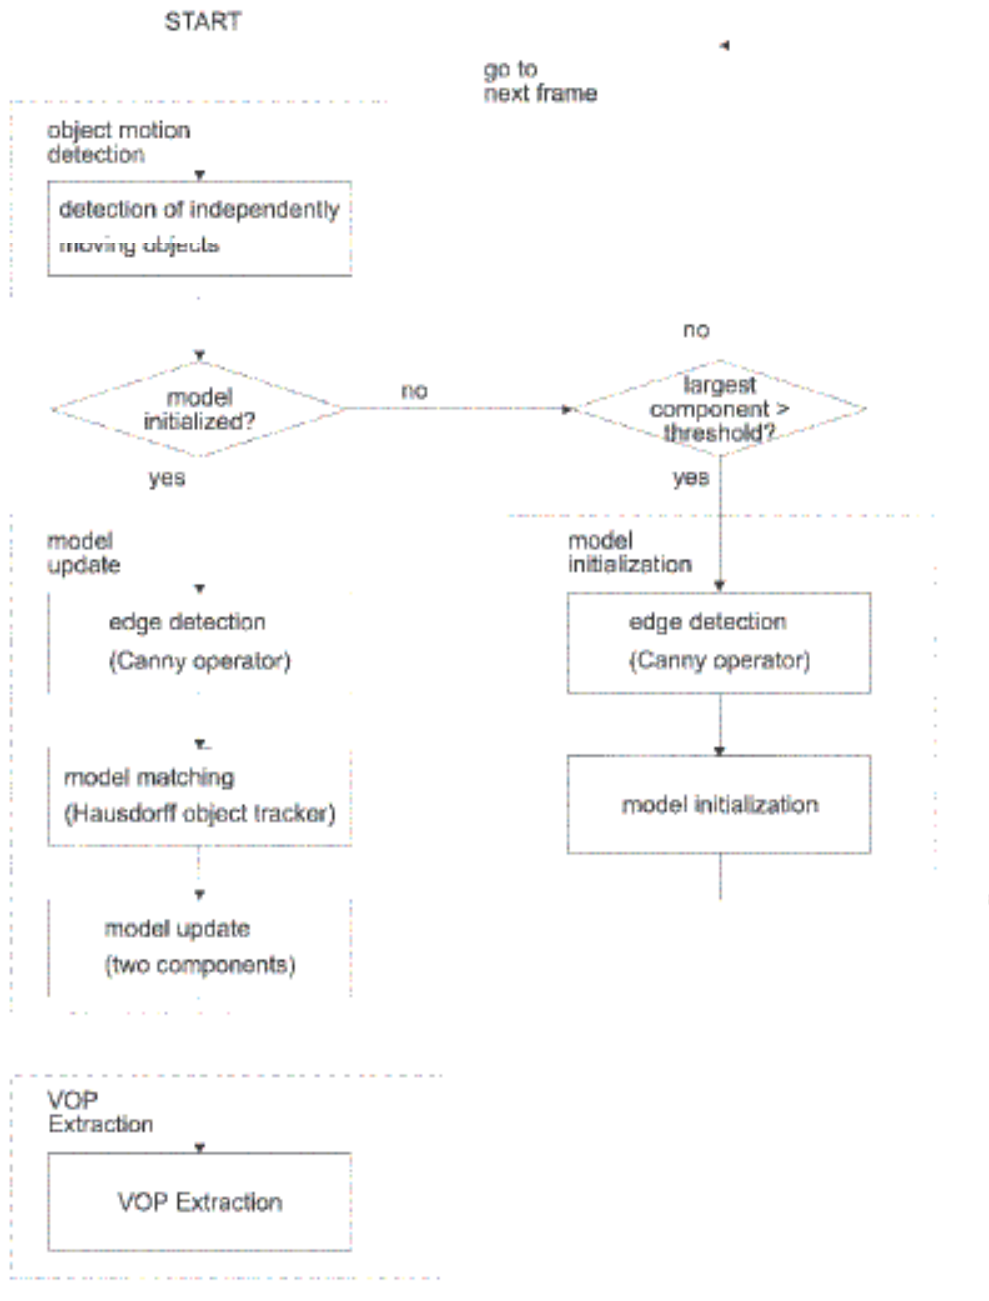 START
go to
next frame
object motion
detection
detection of independently
moving objects
no
model
initialized?
no
largest
component >
threshold?
yes
yes
model
update
model
initialization
edge detection
(Canny operator)
edge detection
(Canny operator)
model matching
(Hausdorff object tracker)
model initialization
model update
(two components)
VOP
Extraction
VOP Extraction